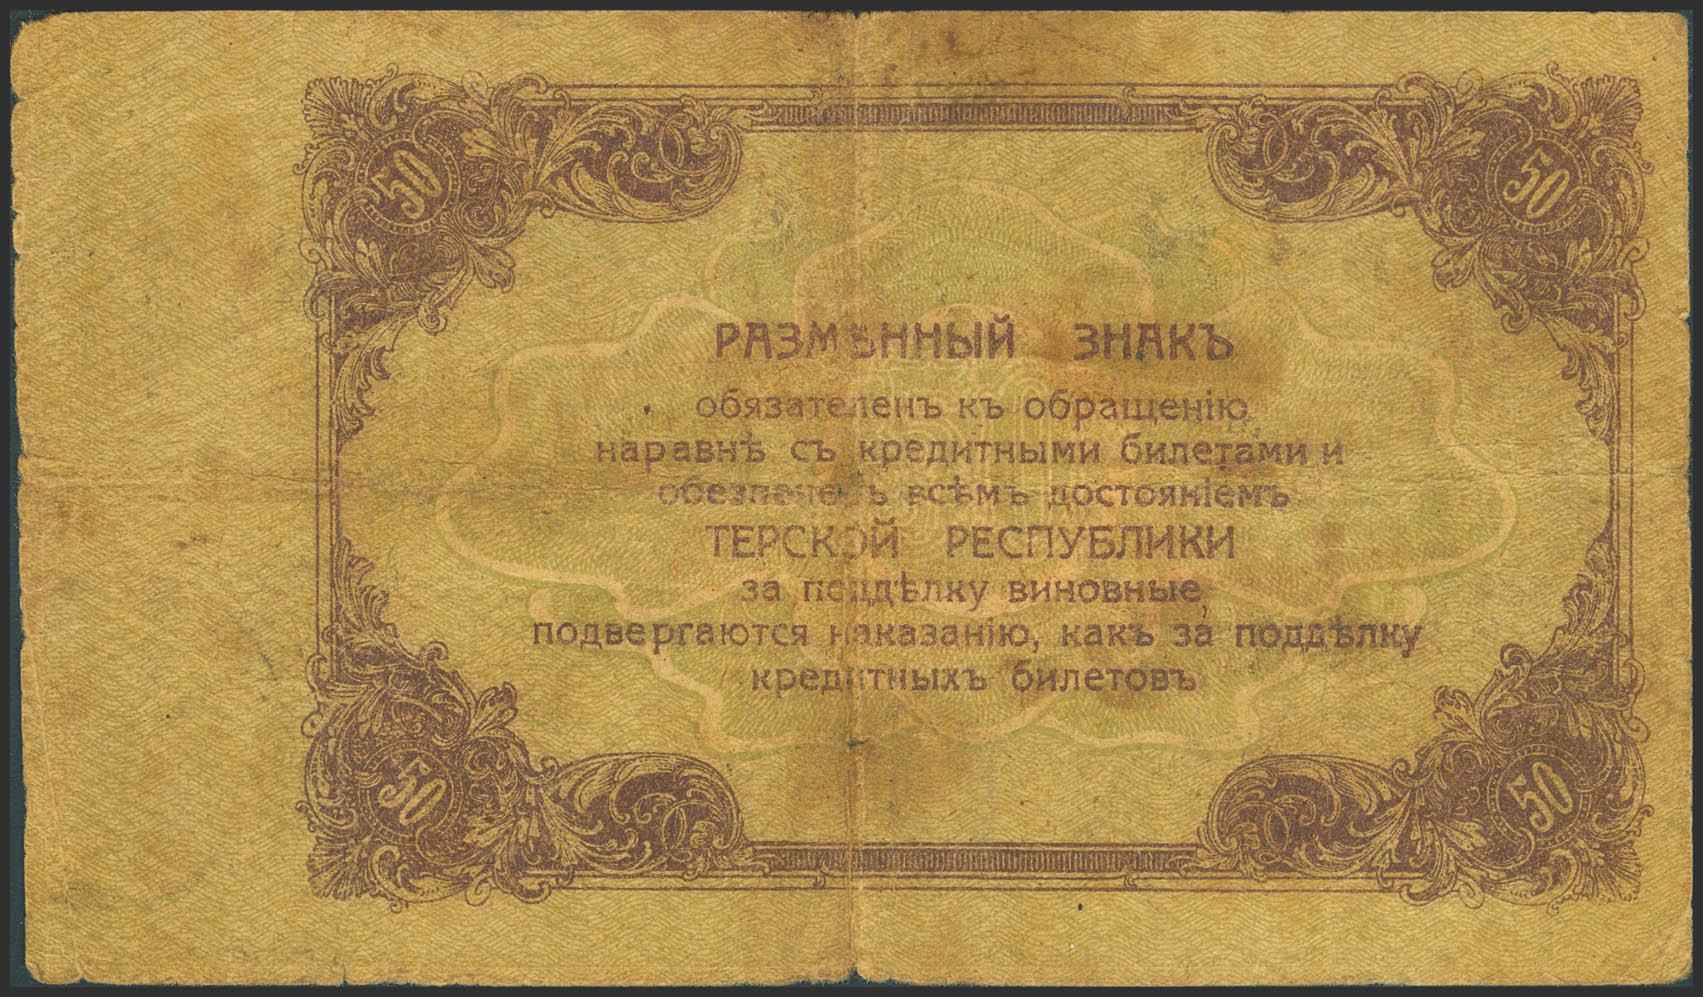 50 50
РАЗМѢННЫЙ ЗНАКЪ
обязателенъ къ обращенію
наравнѣ съ кредитными билетами и
обезпеченъ всѣмъ достояніемъ
ТЕРСКОЙ РЕСПУБЛИКИ
за поддѣлку виновные
подвергаются наказанію, какъ за поддѣлку
кредитныхъ билетовъ
50 50